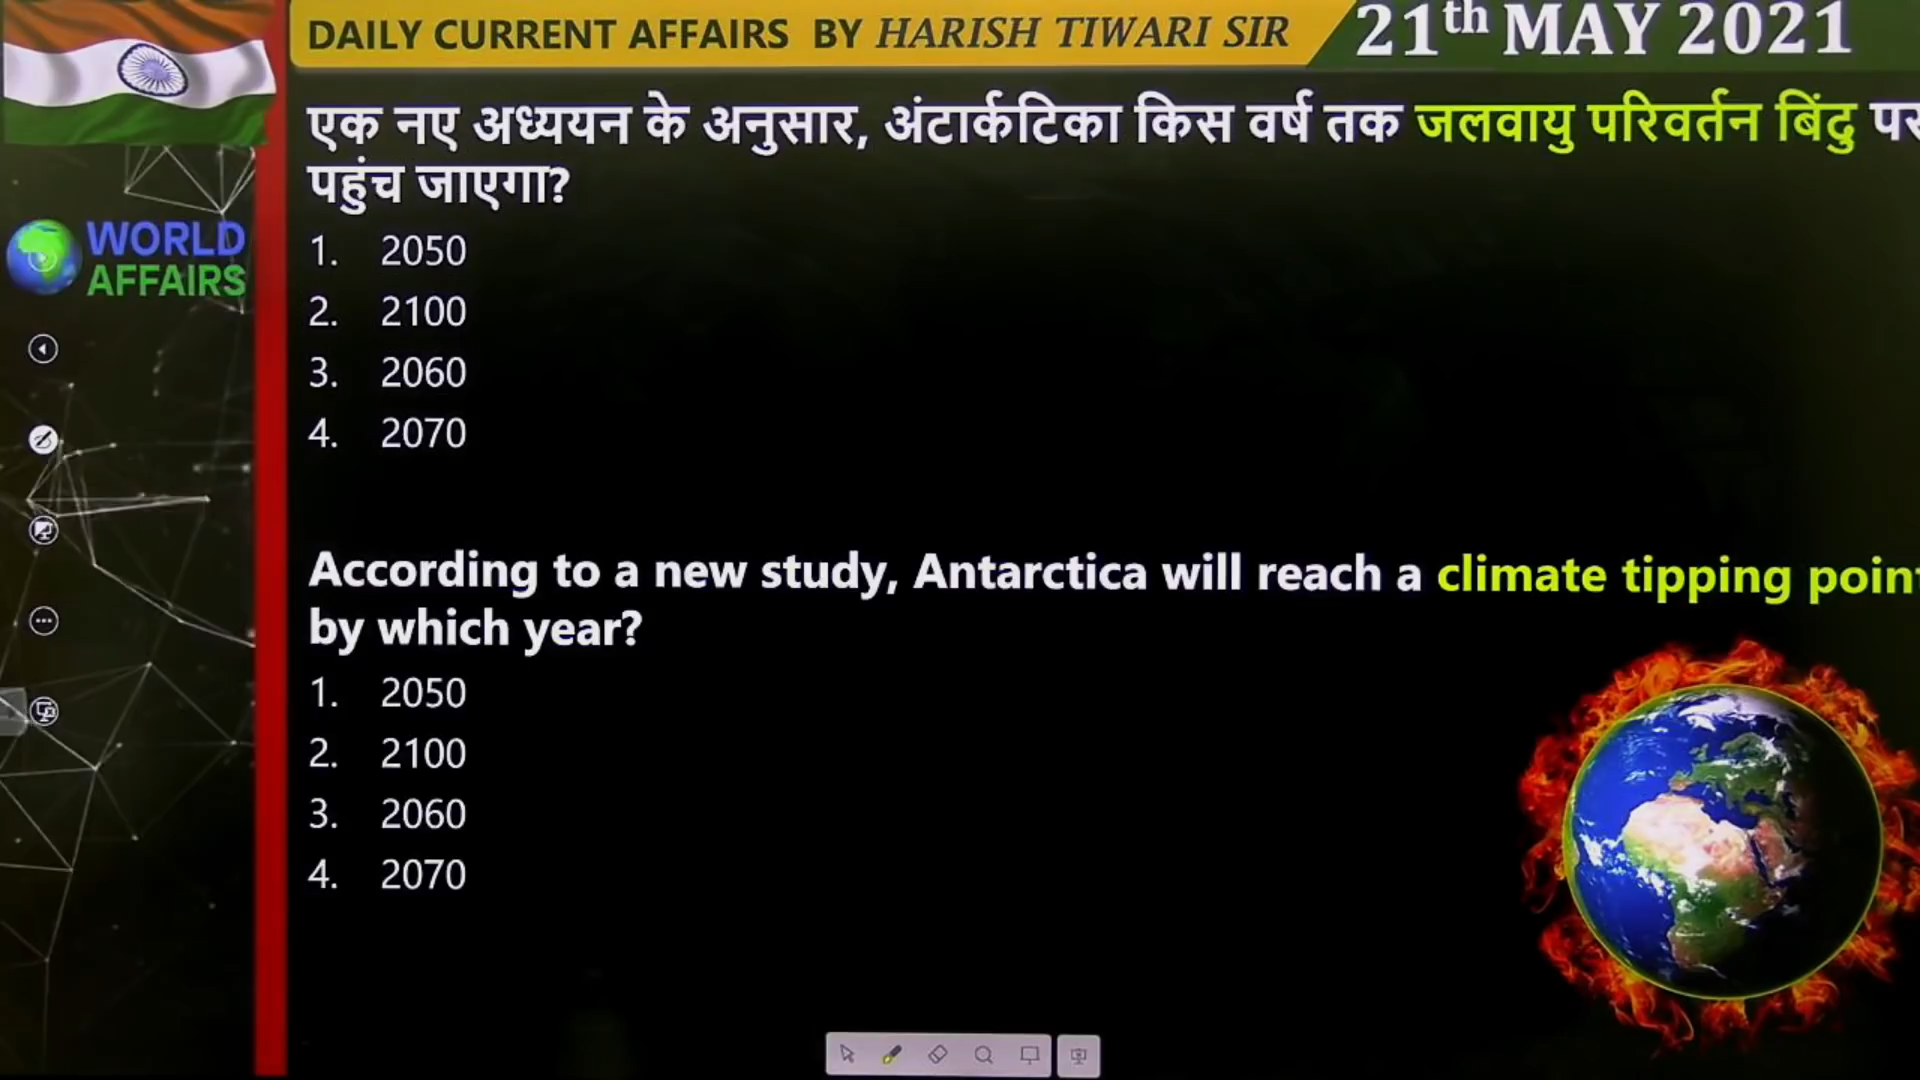 DAILY CURRENT AFFAIRS BY HARISH TIWARI SIR
21th MAY 2021
एक नए अध्ययन के अनुसार, अंटार्कटिका किस वर्ष तक जलवायु परिवर्तन बिंदु पर
पहुंच जाएगा?
1. 2050
2. 2100
3. 2060
4. 2070
WORLD
AFFAIRS
According to a new study, Antarctica will reach a climate tipping point
by which year?
1. 2050
2. 2100
3. 2060
4. 2070